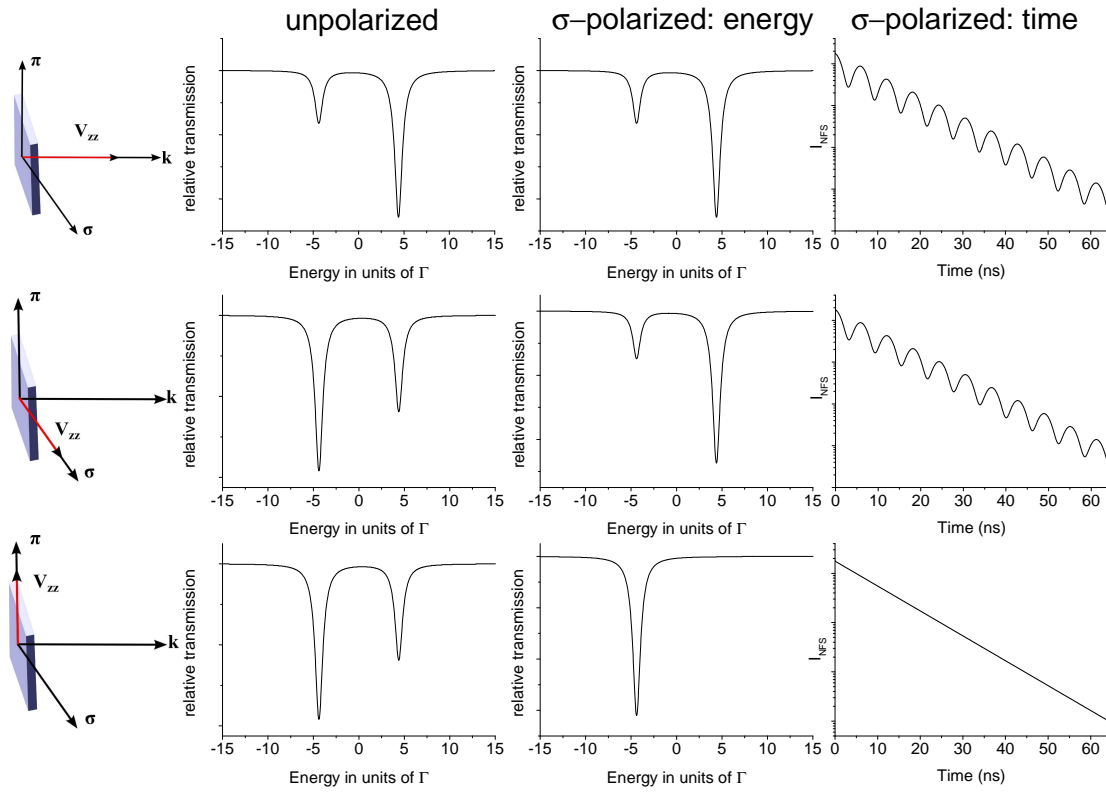 unpolarized
σ–polarized: energy
σ–polarized: time
π
V_zz
k
σ
relative transmission
-15 -10 -5 0 5 10 15
Energy in units of Γ
relative transmission
-15 -10 -5 0 5 10 15
Energy in units of Γ
I_NFS
0 10 20 30 40 50 60
Time (ns)
π
V_zz
k
σ
relative transmission
-15 -10 -5 0 5 10 15
Energy in units of Γ
relative transmission
-15 -10 -5 0 5 10 15
Energy in units of Γ
I_NFS
0 10 20 30 40 50 60
Time (ns)
π
V_zz
k
σ
relative transmission
-15 -10 -5 0 5 10 15
Energy in units of Γ
relative transmission
-15 -10 -5 0 5 10 15
Energy in units of Γ
I_NFS
0 10 20 30 40 50 60
Time (ns)